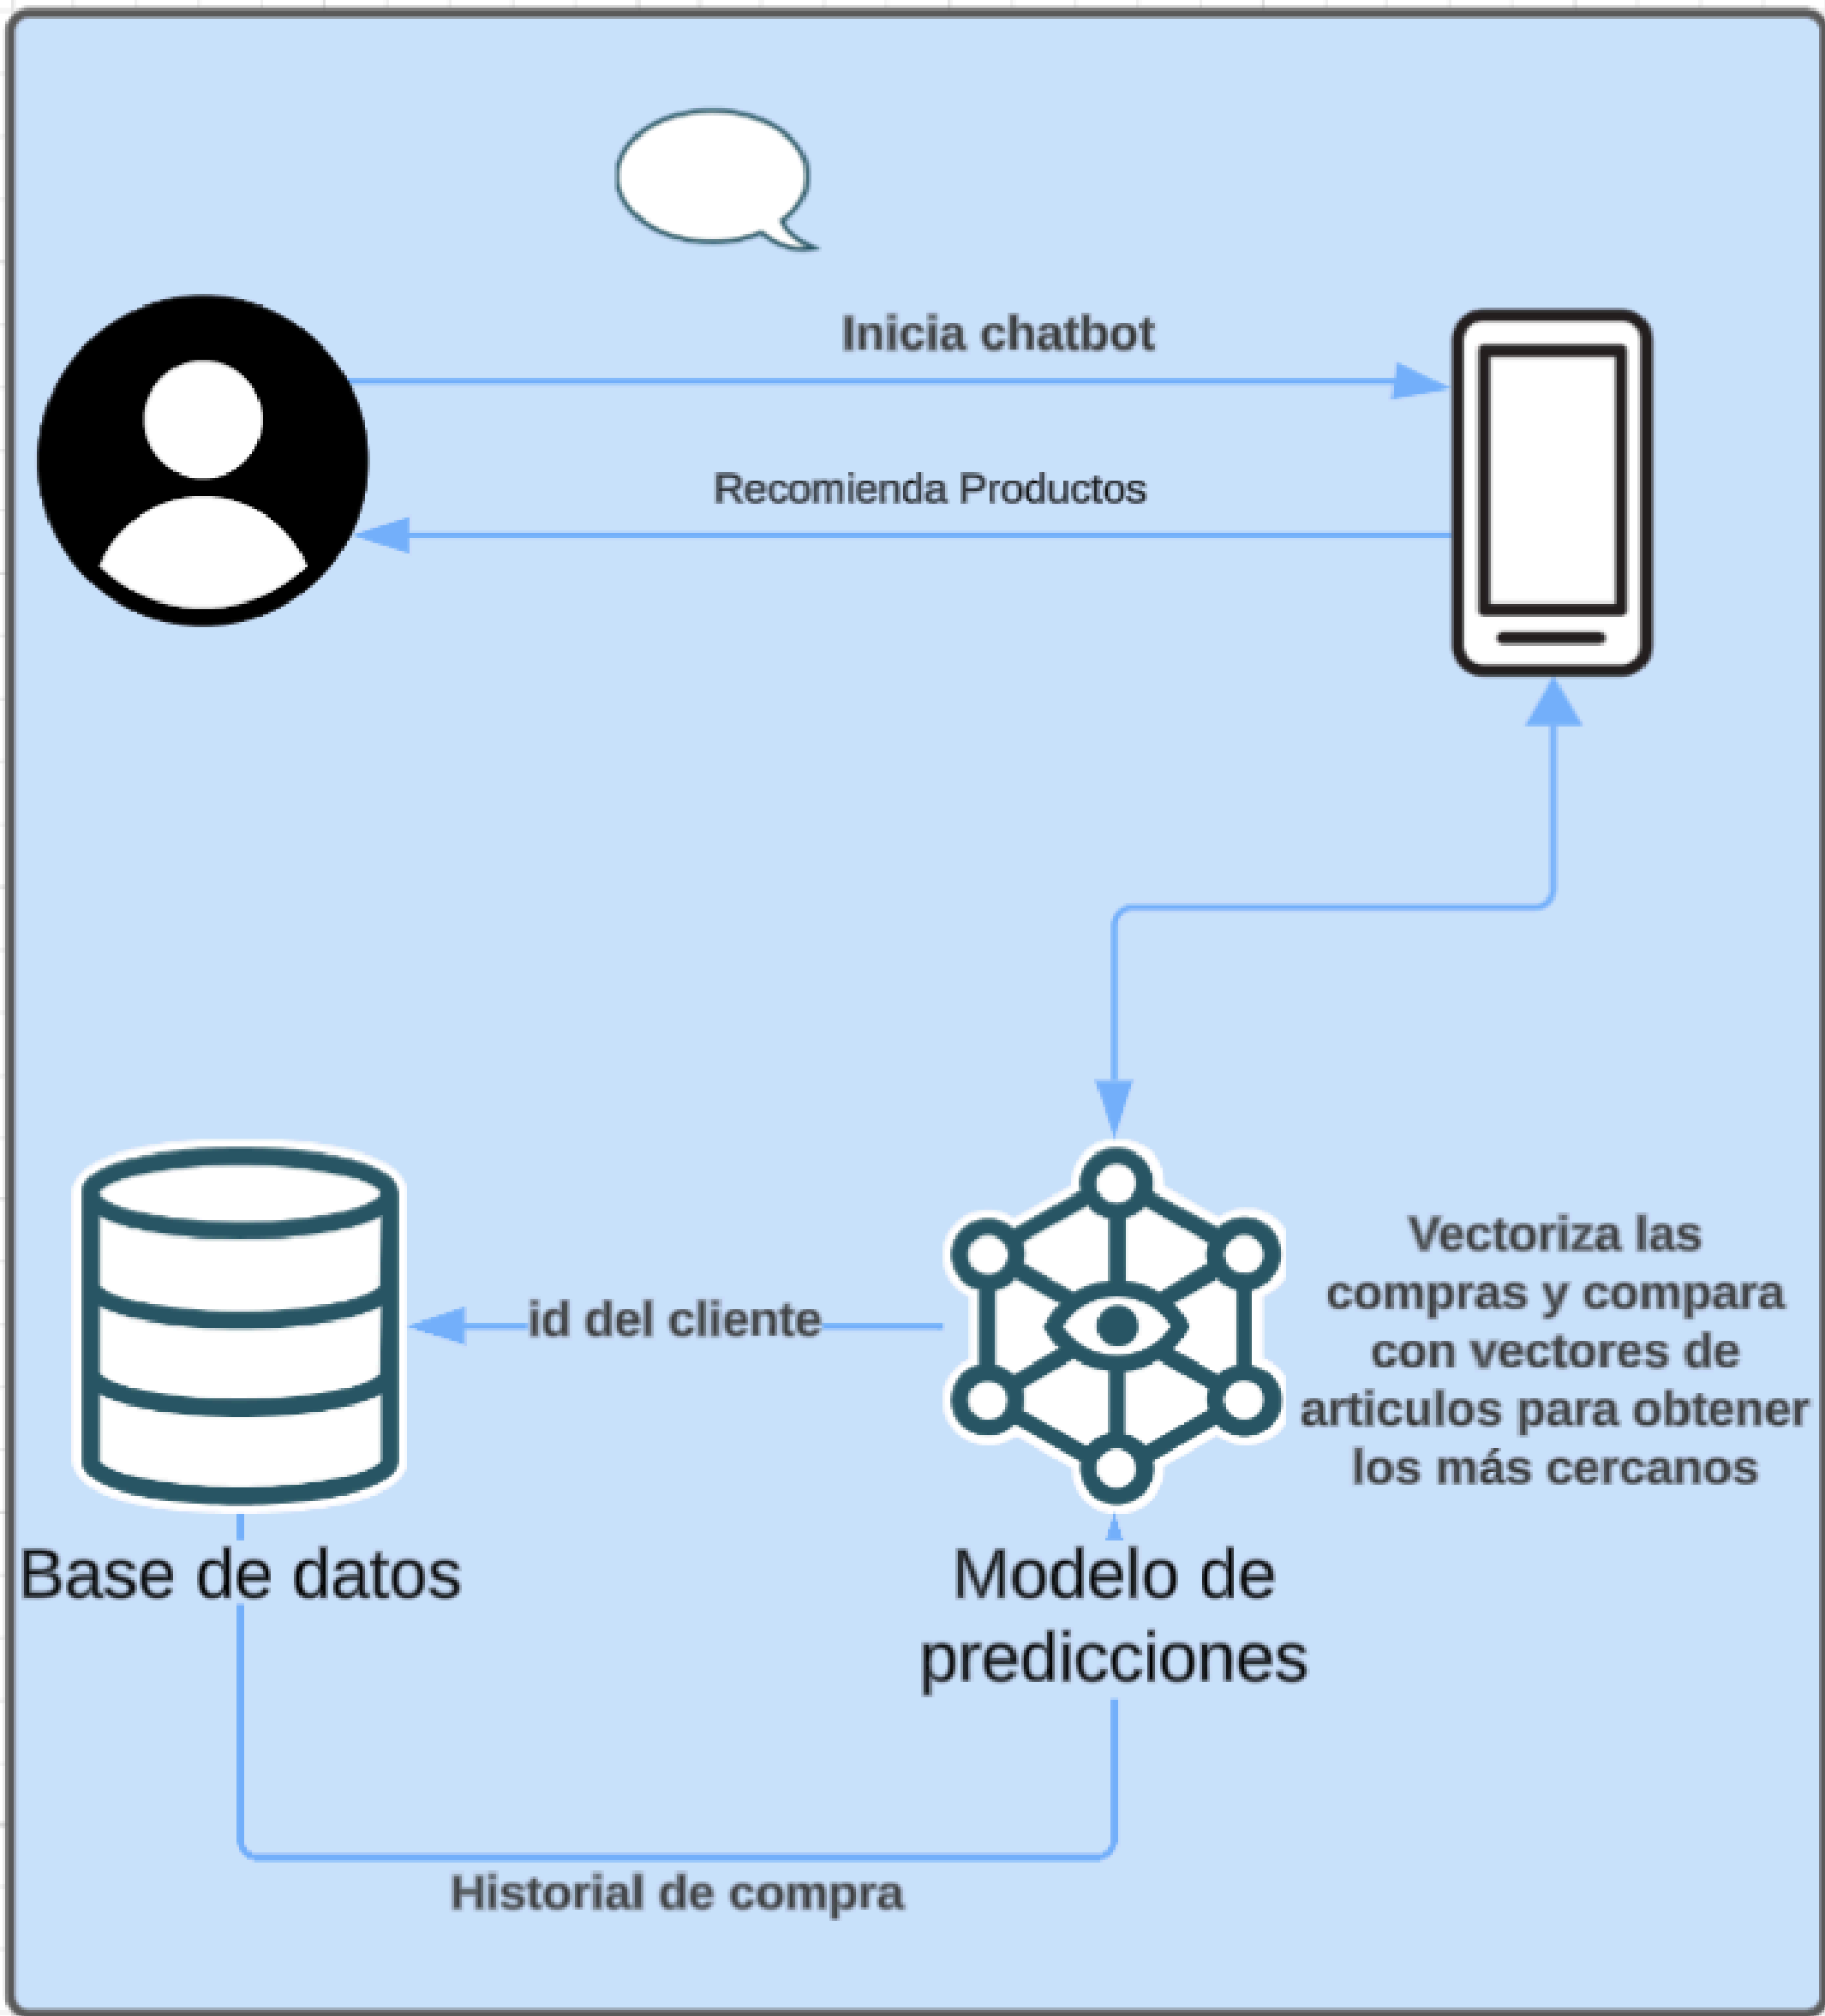 Inicia chatbot
Recomienda Productos
id del cliente
Vectoriza las
compras y compara
con vectores de
articulos para obtener
los más cercanos
Base de datos
Modelo de
predicciones
Historial de compra